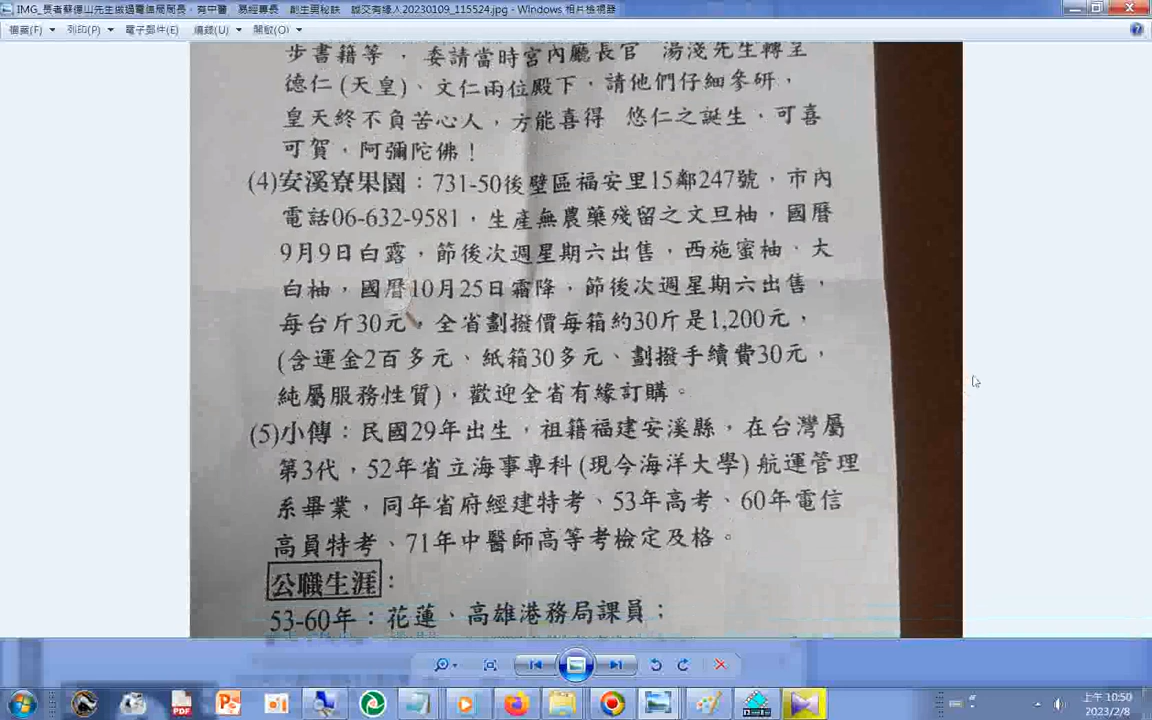 IMG_長者蘇偉山先生做過電信局局長，有中醫　易經專長　創生男秘訣　誠交有緣人20230109_115524.jpg - Windows 相片檢視器
檔案(F) 列印(P) 電子郵件(E) 燒錄(U) 開啟(O)
步書籍等，委請當時宮內廳長官　湯淺先生轉呈
德仁(天皇)、文仁兩位殿下，請他們仔細參研，
皇天終不負苦心人，方能喜得　悠仁之誕生，可喜
可賀，阿彌陀佛！
(4)安溪寮果園：731-50後壁區福安里15鄰247號，市內
電話06-632-9581，生產無農藥殘留之文旦柚，國曆
9月9日白露，節後次週星期六出售，西施蜜柚、大
白柚，國曆10月25日霜降，節後次週星期六出售，
每台斤30元，全省劃撥價每箱約30斤是1,200元，
(含運金2百多元、紙箱30多元、劃撥手續費30元，
純屬服務性質)，歡迎全省有緣訂購。
(5)小傳：民國29年出生，祖籍福建安溪縣，在台灣屬
第3代，52年省立海事專科(現今海洋大學)航運管理
系畢業，同年省府經建特考、53年高考、60年電信
高員特考、71年中醫師高等考檢定及格。
公職生涯：
53-60年：花蓮、高雄港務局課員；
PDF
上午 10:50
2023/2/8